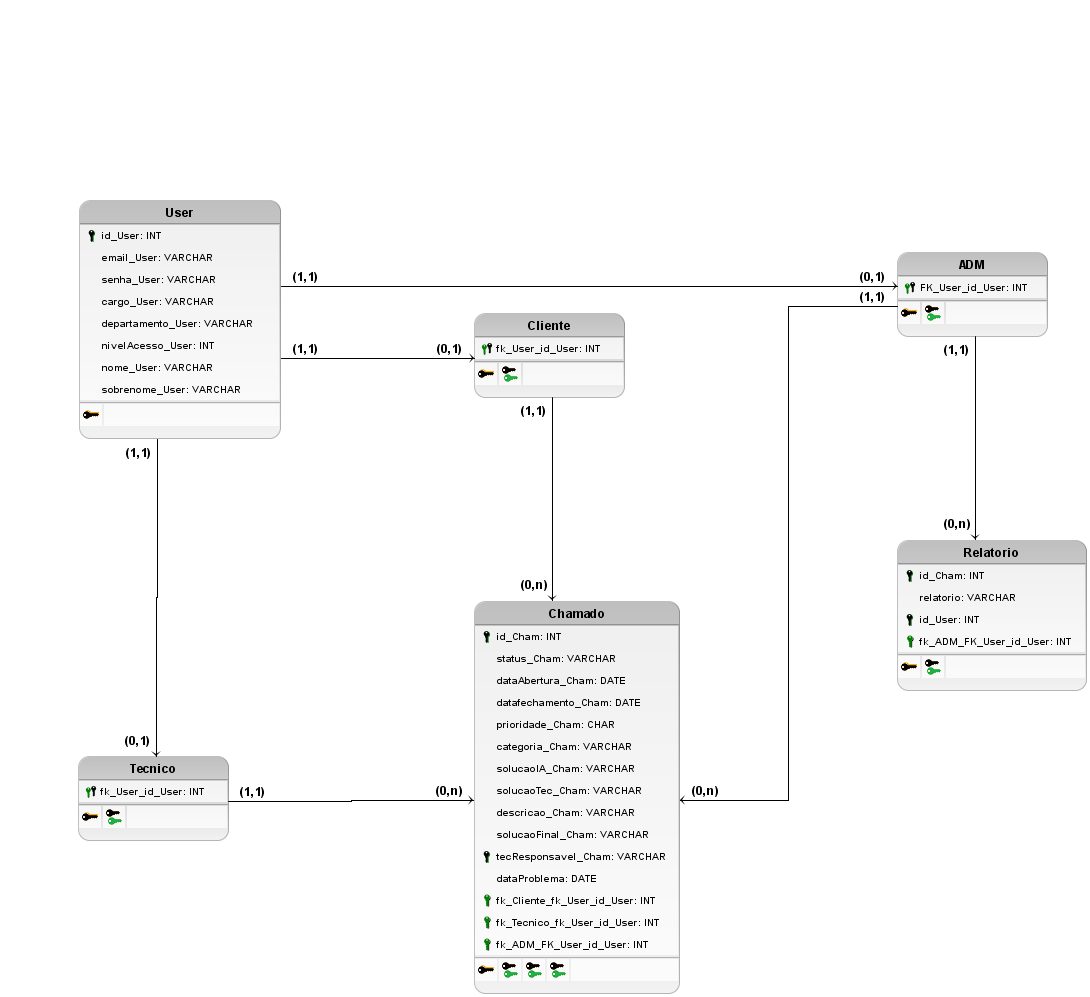 User
id_User: INT
email_User: VARCHAR
senha_User: VARCHAR
cargo_User: VARCHAR
departamento_User: VARCHAR
nivelAcesso_User: INT
nome_User: VARCHAR
sobrenome_User: VARCHAR
(1,1)
(0,1)
(1,1)
(0,1)
(1,1)
(0,1)
ADM
FK_User_id_User: INT
(1,1)
(1,1)
Cliente
fk_User_id_User: INT
(1,1)
(0,n)
(0,n)
Relatorio
id_Cham: INT
relatorio: VARCHAR
id_User: INT
fk_ADM_FK_User_id_User: INT
Tecnico
fk_User_id_User: INT
(1,1)
(0,n)
(0,n)
Chamado
id_Cham: INT
status_Cham: VARCHAR
dataAbertura_Cham: DATE
datafechamento_Cham: DATE
prioridade_Cham: CHAR
categoria_Cham: VARCHAR
solucaoIA_Cham: VARCHAR
solucaoTec_Cham: VARCHAR
descricao_Cham: VARCHAR
solucaoFinal_Cham: VARCHAR
tecResponsavel_Cham: VARCHAR
dataProblema: DATE
fk_Cliente_fk_User_id_User: INT
fk_Tecnico_fk_User_id_User: INT
fk_ADM_FK_User_id_User: INT